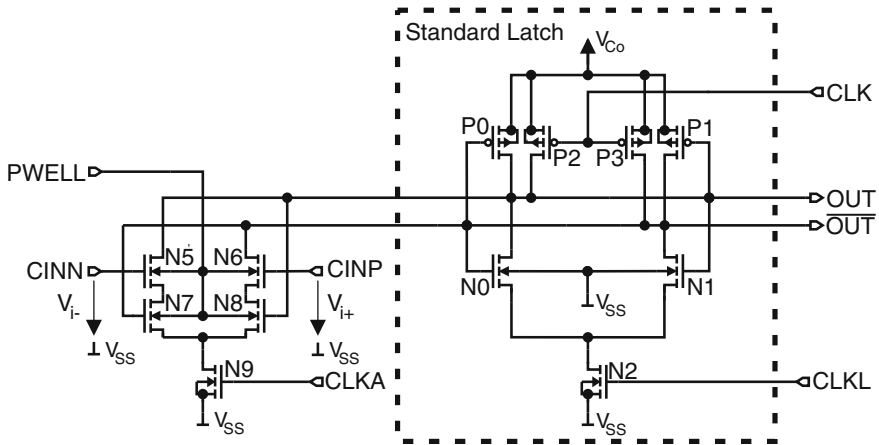 Standard Latch
V_Co
CLK
P0
P2
P3
P1
PWELL
OUT
OUT
CINN
N5
N6
CINP
N0
N1
V_i-
N7
N8
V_i+
V_SS
V_SS
V_SS
N9
CLKA
N2
CLKL
V_SS
V_SS